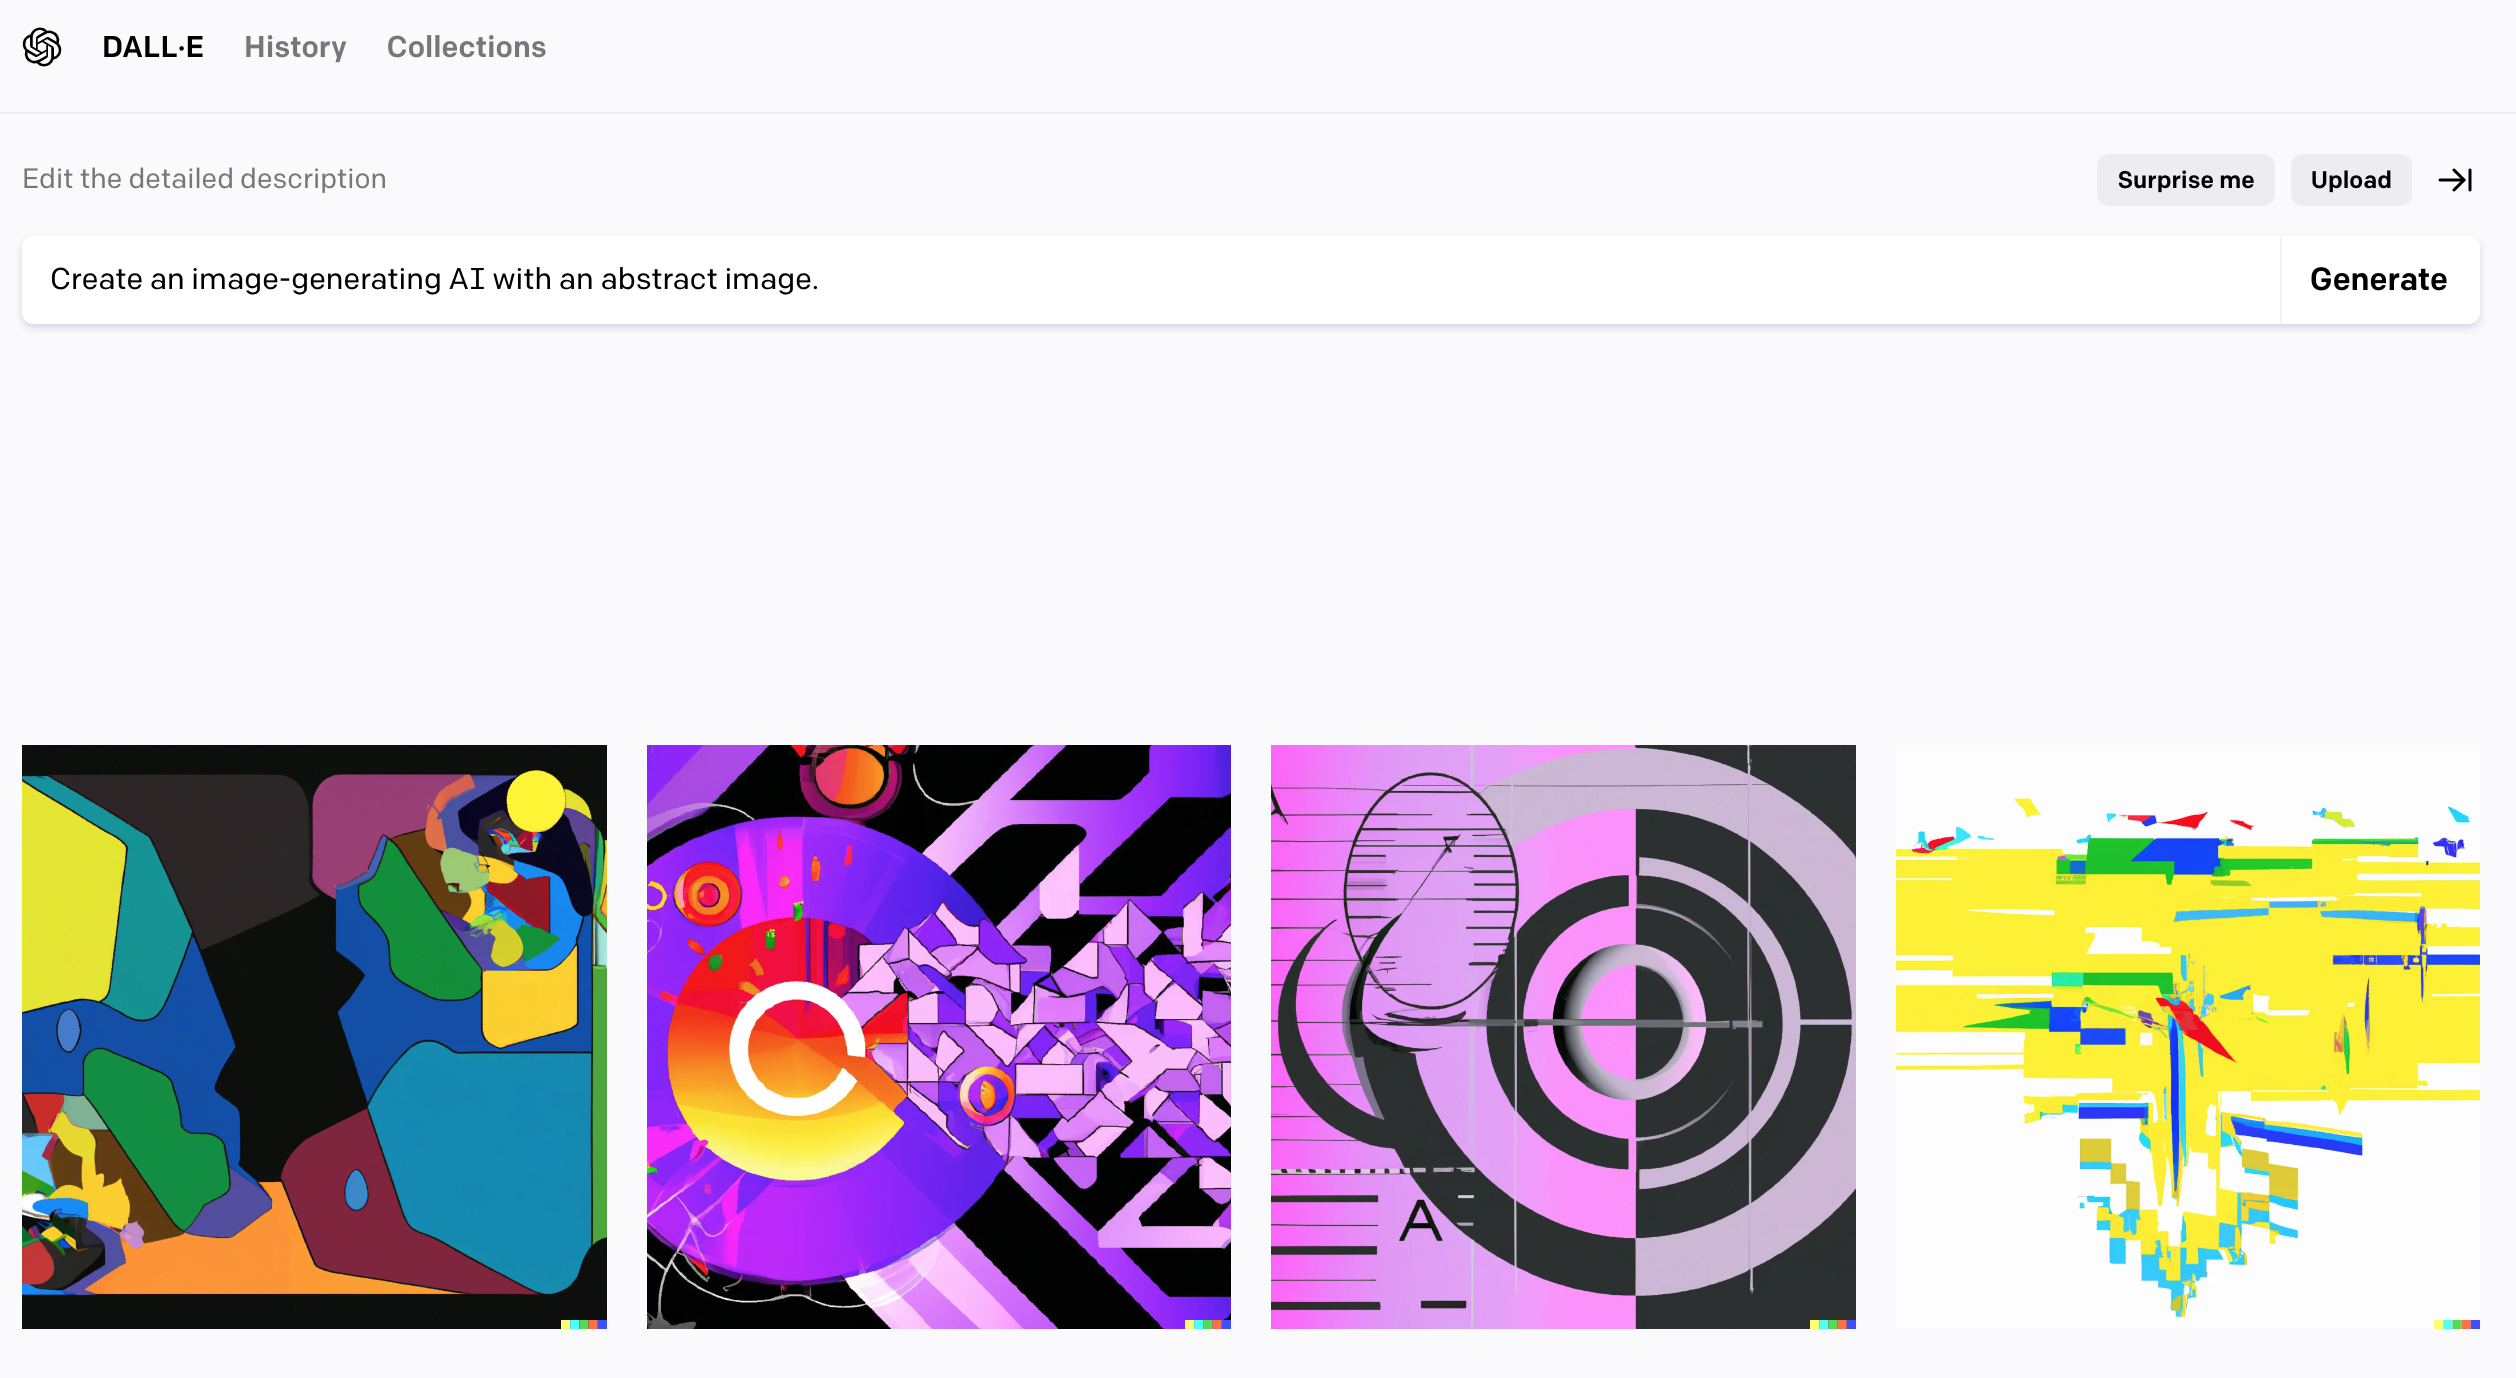 DALL·E History Collections
Edit the detailed description
Surprise me Upload
Create an image-generating AI with an abstract image.
Generate
A